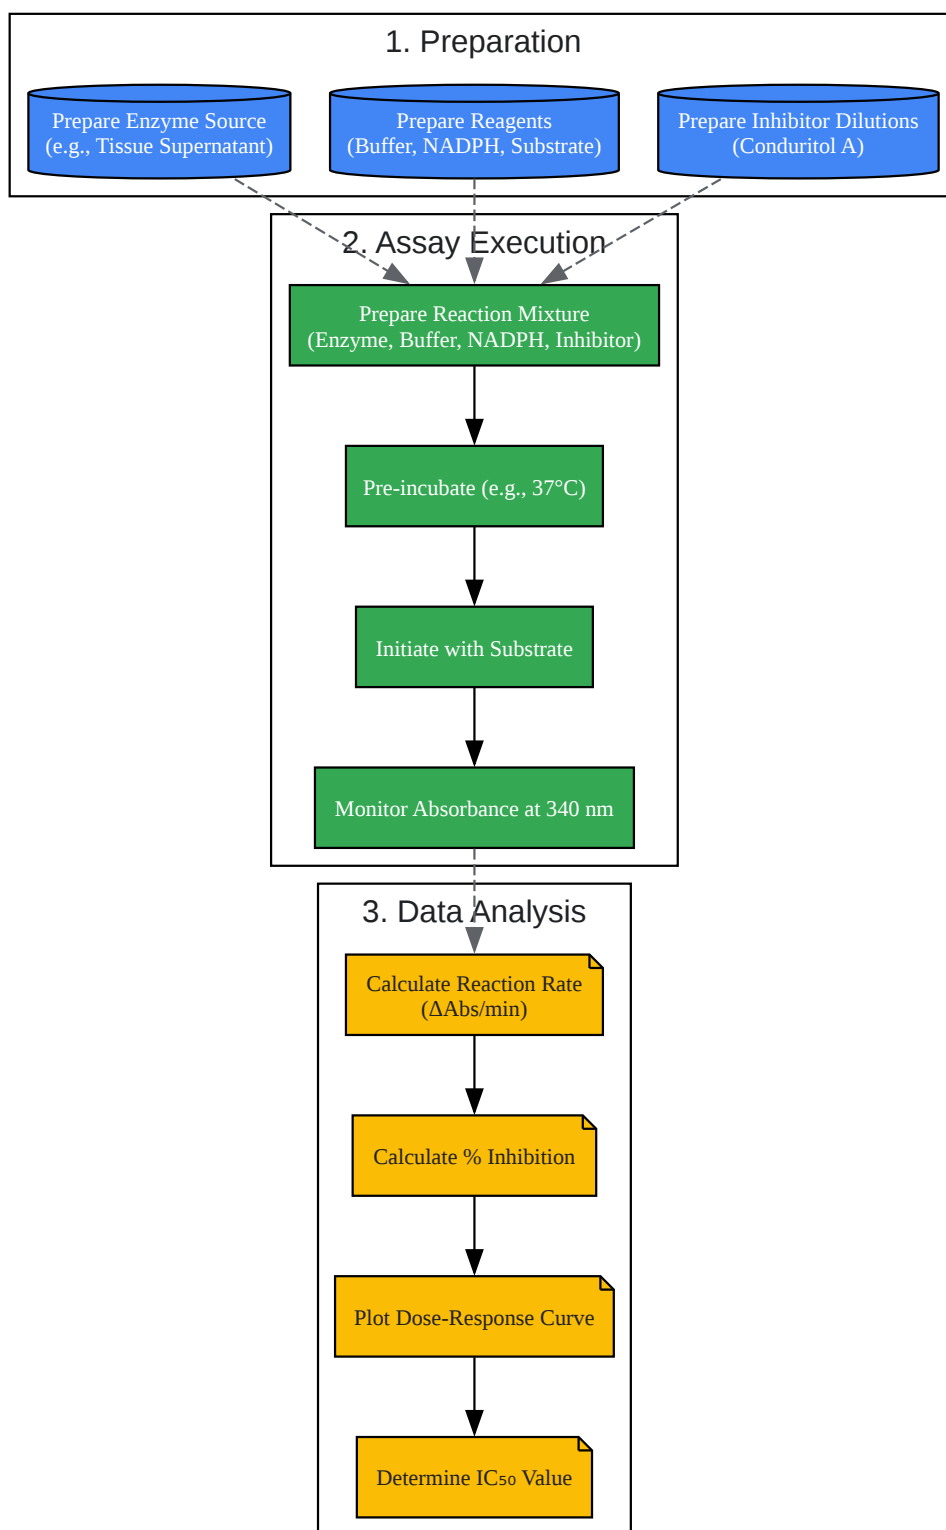 1. Preparation
Prepare Enzyme Source
(e.g., Tissue Supernatant)
Prepare Reagents
(Buffer, NADPH, Substrate)
Prepare Inhibitor Dilutions
(Conduritol A)
2. Assay Execution
Prepare Reaction Mixture
(Enzyme, Buffer, NADPH, Inhibitor)
Pre-incubate (e.g., 37°C)
Initiate with Substrate
Monitor Absorbance at 340 nm
3. Data Analysis
Calculate Reaction Rate
(ΔAbs/min)
Calculate % Inhibition
Plot Dose-Response Curve
Determine IC₅₀ Value